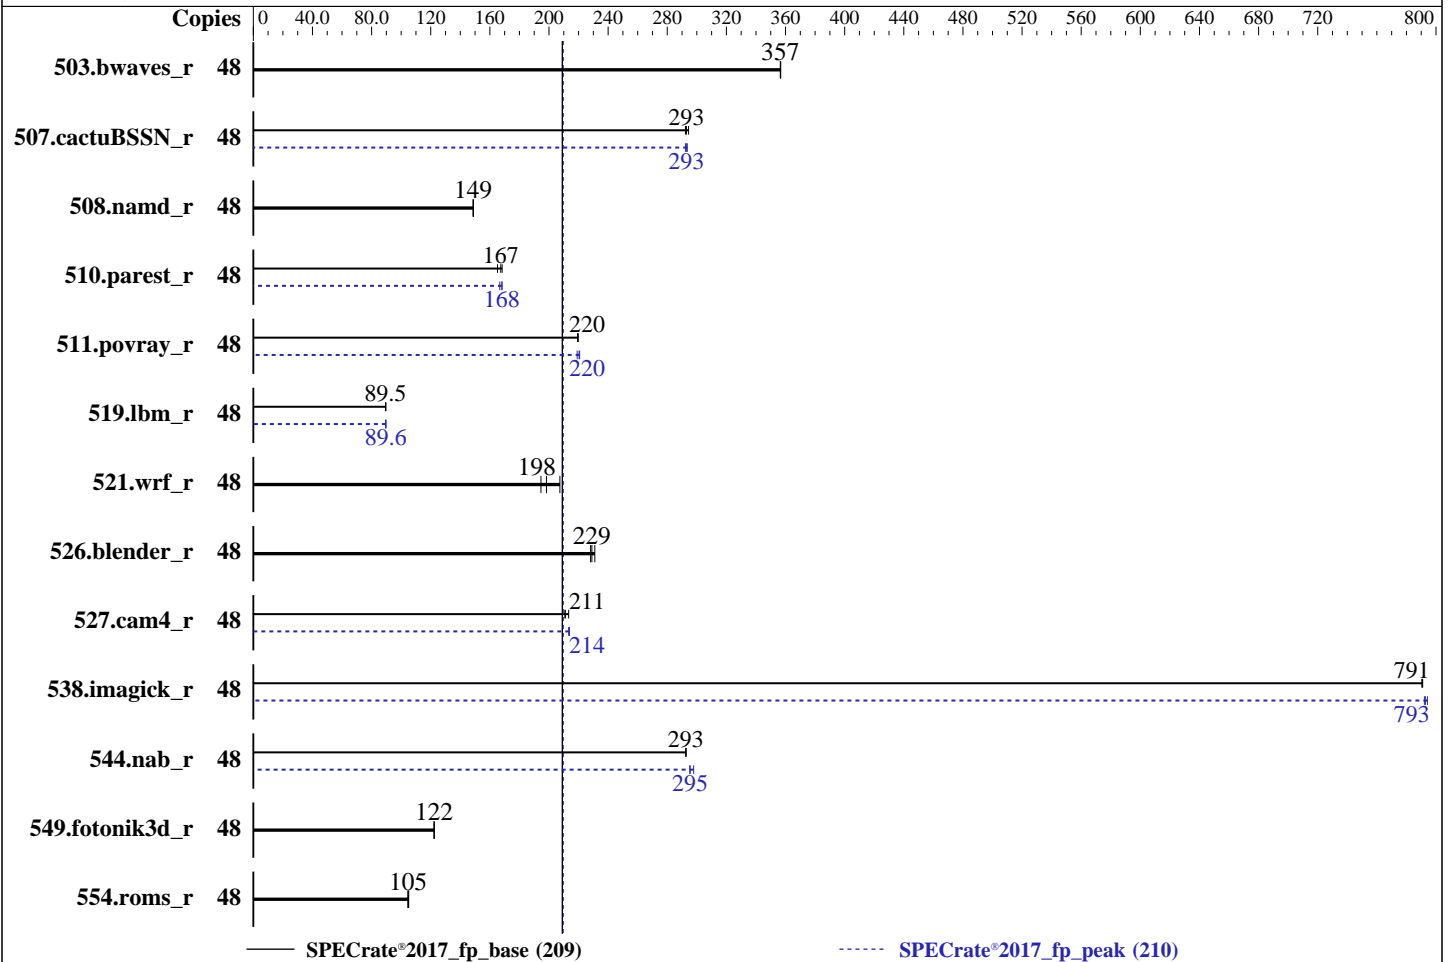 Copies 0 40.0 80.0 120 160 200 240 280 320 360 400 440 480 520 560 600 640 680 720 800
357
503.bwaves_r 48
293
507.cactuBSSN_r 48
293
149
508.namd_r 48
167
510.parest_r 48
168
220
511.povray_r 48
220
89.5
519.lbm_r 48
89.6
198
521.wrf_r 48
229
526.blender_r 48
211
527.cam4_r 48
214
791
538.imagick_r 48
793
293
544.nab_r 48
295
122
549.fotonik3d_r 48
105
554.roms_r 48
SPECrate®2017_fp_base (209) SPECrate®2017_fp_peak (210)